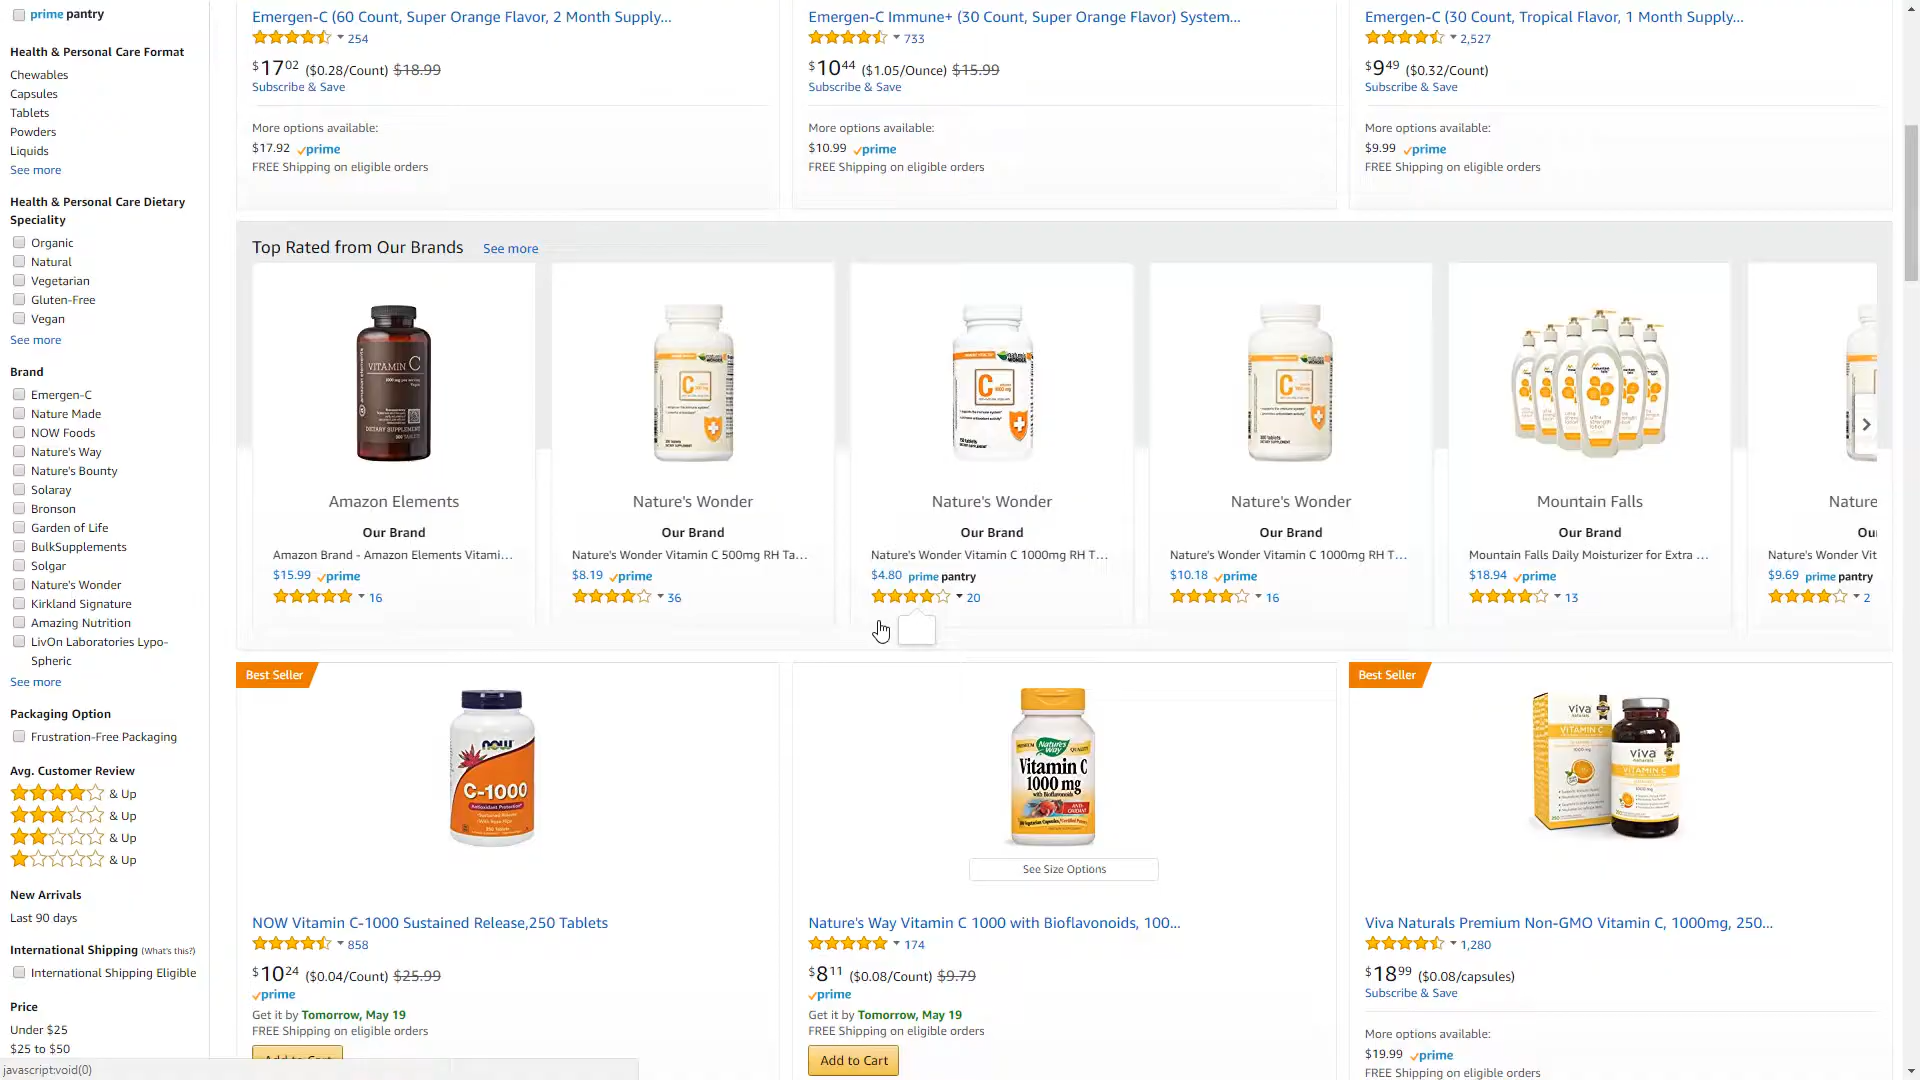 prime pantry
Health & Personal Care Format
Chewables
Capsules
Tablets
Powders
Liquids
See more
Health & Personal Care Dietary
Speciality
Organic
Natural
Vegetarian
Gluten-Free
Vegan
See more
Brand
Emergen-C
Nature Made
NOW Foods
Nature's Way
Nature's Bounty
Solaray
Bronson
Garden of Life
BulkSupplements
Solgar
Nature's Wonder
Kirkland Signature
Amazing Nutrition
LivOn Laboratories Lypo-
Spheric
See more
Packaging Option
Frustration-Free Packaging
Avg. Customer Review
& Up
& Up
& Up
& Up
New Arrivals
Last 90 days
International Shipping (What's this?)
International Shipping Eligible
Price
Under $25
$25 to $50
javascript:void(0)
Emergen-C (60 Count, Super Orange Flavor, 2 Month Supply...
254
$17.02 ($0.28/Count) $18.99
Subscribe & Save
More options available:
$17.92 prime
FREE Shipping on eligible orders
Emergen-C Immune+ (30 Count, Super Orange Flavor) System...
733
$10.44 ($1.05/Ounce) $15.99
Subscribe & Save
More options available:
$10.99 prime
FREE Shipping on eligible orders
Emergen-C (30 Count, Tropical Flavor, 1 Month Supply...
2,527
$9.49 ($0.32/Count)
Subscribe & Save
More options available:
$9.99 prime
FREE Shipping on eligible orders
Top Rated from Our Brands See more
VITAMIN C
Amazon Elements
Our Brand
Amazon Brand - Amazon Elements Vitami...
$15.99 prime
16
C
Nature's Wonder
Our Brand
Nature's Wonder Vitamin C 500mg RH Ta...
$8.19 prime
36
C
Nature's Wonder
Our Brand
Nature's Wonder Vitamin C 1000mg RH T...
$4.80 prime pantry
20
C
Nature's Wonder
Our Brand
Nature's Wonder Vitamin C 1000mg RH T...
$10.18 prime
16
Mountain Falls
Our Brand
Mountain Falls Daily Moisturizer for Extra ...
$18.94 prime
13
Nature
Ou
Nature's Wonder Vit
$9.69 prime pantry
2
Best Seller
NOW
C-1000
NOW Vitamin C-1000 Sustained Release,250 Tablets
858
$10.24 ($0.04/Count) $25.99
prime
Get it by Tomorrow, May 19
FREE Shipping on eligible orders
Add to Cart
Nature's Way
Vitamin C
1000 mg
with Bioflavonoids
See Size Options
Nature's Way Vitamin C 1000 with Bioflavonoids, 100...
174
$8.11 ($0.08/Count) $9.79
prime
Get it by Tomorrow, May 19
FREE Shipping on eligible orders
Add to Cart
Best Seller
viva
naturals
VITAMIN C
viva
naturals
VITAMIN C
Viva Naturals Premium Non-GMO Vitamin C, 1000mg, 250...
1,280
$18.99 ($0.08/capsules)
Subscribe & Save
More options available:
$19.99 prime
FREE Shipping on eligible orders